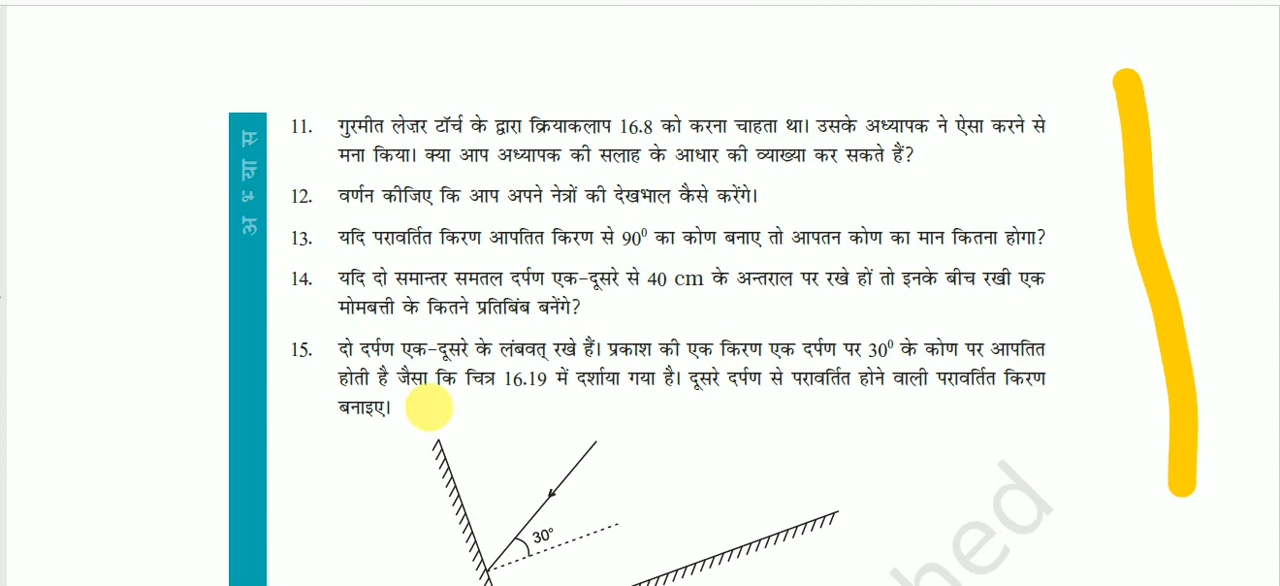 अभ्यास
11. गुरमीत लेज़र टॉर्च के द्वारा क्रियाकलाप 16.8 को करना चाहता था। उसके अध्यापक ने ऐसा करने से
मना किया। क्या आप अध्यापक की सलाह के आधार की व्याख्या कर सकते हैं?
12. वर्णन कीजिए कि आप अपने नेत्रों की देखभाल कैसे करेंगे।
13. यदि परावर्तित किरण आपतित किरण से 90⁰ का कोण बनाए तो आपतन कोण का मान कितना होगा?
14. यदि दो समान्तर समतल दर्पण एक-दूसरे से 40 cm के अन्तराल पर रखे हों तो इनके बीच रखी एक
मोमबत्ती के कितने प्रतिबिंब बनेंगे?
15. दो दर्पण एक-दूसरे के लंबवत् रखे हैं। प्रकाश की एक किरण एक दर्पण पर 30⁰ के कोण पर आपतित
होती है जैसा कि चित्र 16.19 में दर्शाया गया है। दूसरे दर्पण से परावर्तित होने वाली परावर्तित किरण
बनाइए।
30°
hed